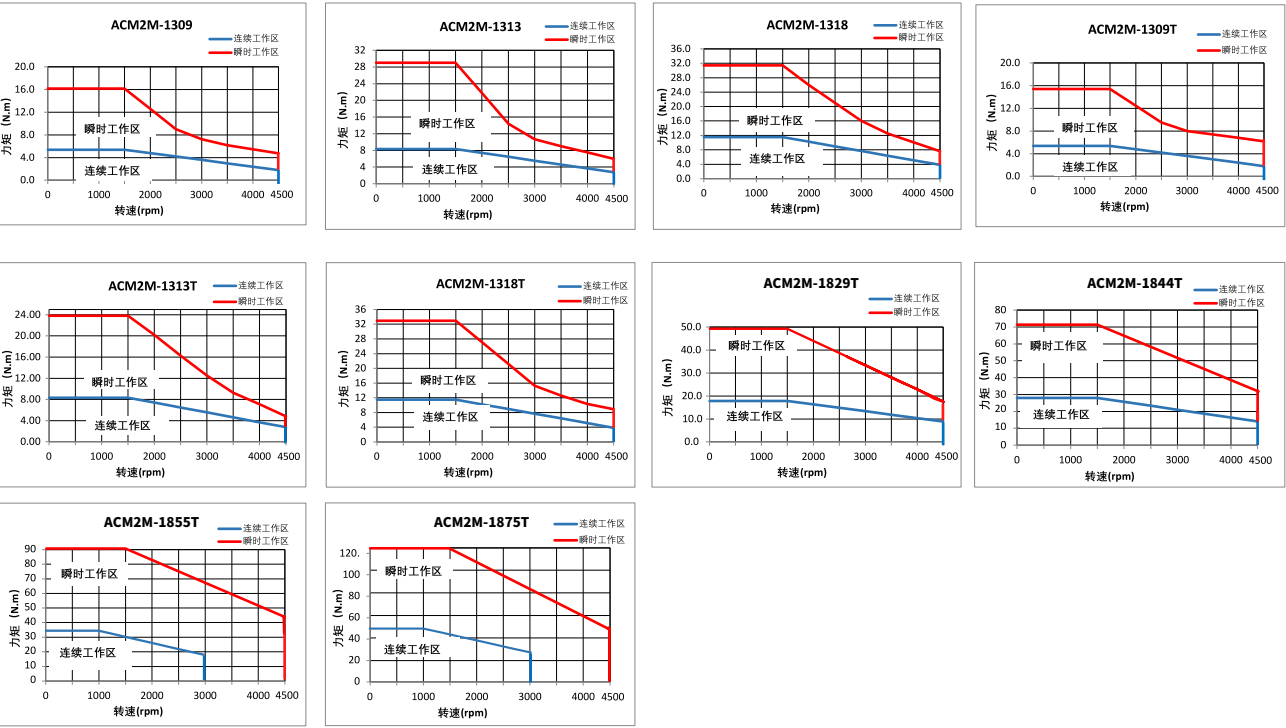 ACM2M-1309
连续工作区
瞬时工作区
20.0
16.0
12.0
8.0
4.0
0.0
力矩 (N.m)
瞬时工作区
连续工作区
0 1000 2000 3000 4000 4500
转速(rpm)
ACM2M-1313
连续工作区
瞬时工作区
32
28
24
20
16
12
8
4
0
力矩 (N.m)
瞬时工作区
连续工作区
0 1000 2000 3000 4000 4500
转速(rpm)
ACM2M-1318
连续工作区
瞬时工作区
36.0
32.0
28.0
24.0
20.0
16.0
12.0
8.0
4.0
0.0
力矩 (N.m)
瞬时工作区
连续工作区
0 1000 2000 3000 4000 4500
转速(rpm)
ACM2M-1309T
连续工作区
瞬时工作区
20.0
16.0
12.0
8.0
4.0
0.0
力矩 (N.m)
瞬时工作区
连续工作区
0 1000 2000 3000 4000 4500
转速(rpm)
ACM2M-1313T
连续工作区
瞬时工作区
24.00
20.00
16.00
12.00
8.00
4.00
0.00
力矩 (N.m)
瞬时工作区
连续工作区
0 1000 2000 3000 4000 4500
转速(rpm)
ACM2M-1318T
连续工作区
瞬时工作区
36
32
28
24
20
16
12
8
4
0
力矩 (N.m)
瞬时工作区
连续工作区
0 1000 2000 3000 4000 4500
转速(rpm)
ACM2M-1829T
连续工作区
瞬时工作区
50.0
40.0
30.0
20.0
10.0
0.0
力矩 (N.m)
瞬时工作区
连续工作区
0 1000 2000 3000 4000 4500
转速(rpm)
ACM2M-1844T
连续工作区
瞬时工作区
80
70
60
50
40
30
20
10
0
力矩 (N.m)
瞬时工作区
连续工作区
0 1000 2000 3000 4000 4500
转速(rpm)
ACM2M-1855T
连续工作区
瞬时工作区
90
80
70
60
50
40
30
20
10
0
力矩 (N.m)
瞬时工作区
连续工作区
0 1000 2000 3000 4000 4500
转速(rpm)
ACM2M-1875T
连续工作区
瞬时工作区
120.
100
80
60
40
20
0
力矩 (N.m)
瞬时工作区
连续工作区
0 1000 2000 3000 4000 4500
转速(rpm)